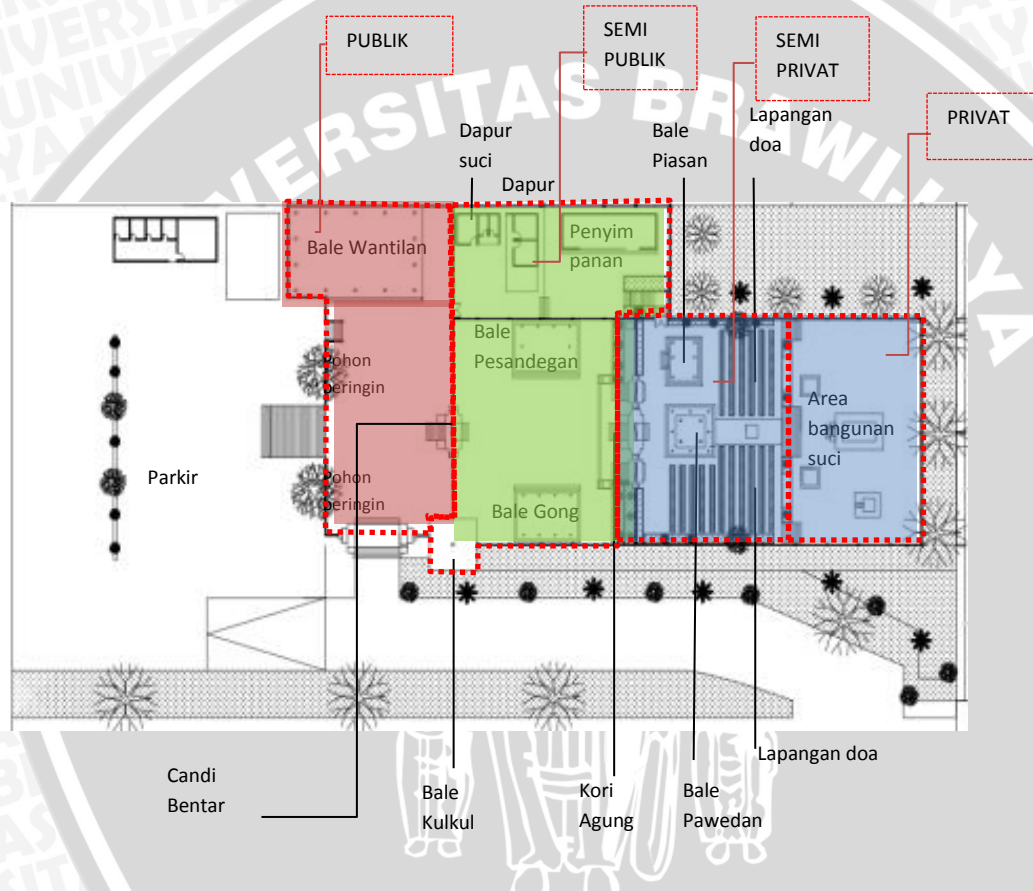 PUBLIK
SEMI
PUBLIK
SEMI
PRIVAT
PRIVAT
VERSITAS BRAWIJAYA
Dapur
suci
Dapur
Bale
Piasan
Lapangan
doa
Bale Wantilan
Penyim
panan
Bale
Pesandegan
Pohon
beringin
Area
bangunan
suci
Parkir
Pohon
beringin
Bale Gong
Candi
Bentar
Bale
Kulkul
Kori
Agung
Bale
Pawedan
Lapangan doa